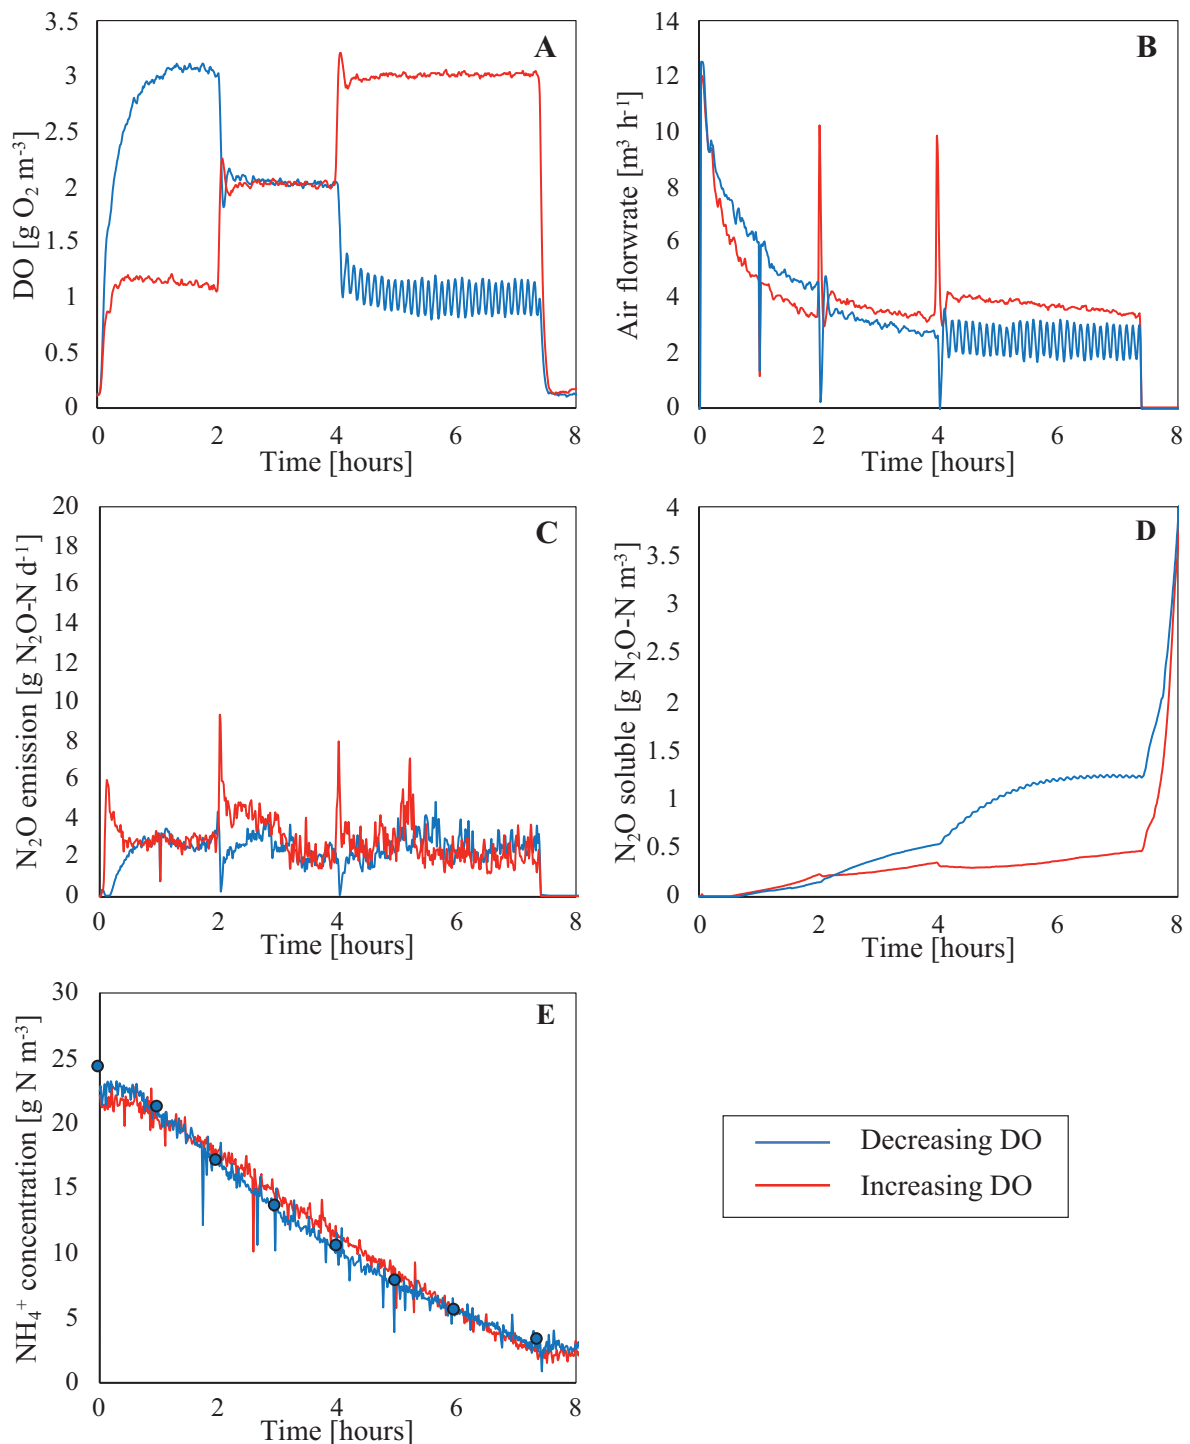 A
DO [g O₂ m⁻³]
3.5
3
2.5
2
1.5
1
0.5
0
0 2 4 6 8
Time [hours]
B
Air florwrate [m³ h⁻¹]
14
12
10
8
6
4
2
0
0 2 4 6 8
Time [hours]
C
N₂O emission [g N₂O-N d⁻¹]
20
18
16
14
12
10
8
6
4
2
0
0 2 4 6 8
Time [hours]
D
N₂O soluble [g N₂O-N m⁻³]
4
3.5
3
2.5
2
1.5
1
0.5
0
0 2 4 6 8
Time [hours]
E
NH₄⁺ concentration [g N m⁻³]
30
25
20
15
10
5
0
0 2 4 6 8
Time [hours]
Decreasing DO
Increasing DO